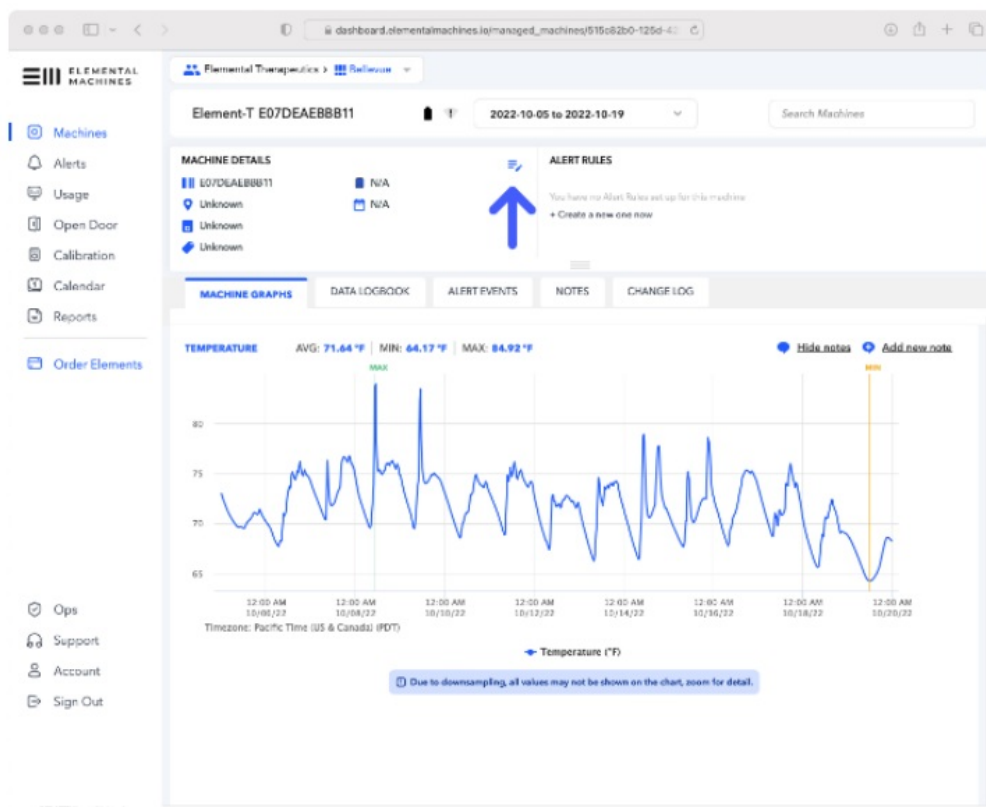 dashboard.elementalmachines.io/managed_machines/515c82b0-125d-42
ELEMENTAL
MACHINES
Elemental Therapeutics > Bellevue
Element-T E07DEAEBBB11
2022-10-05 to 2022-10-19
Search Machines
Machines
Alerts
Usage
Open Door
Calibration
Calendar
Reports
Order Elements
Ops
Support
Account
Sign Out
MACHINE DETAILS
E07DEAEBBB11
N/A
Unknown
N/A
Unknown
Unknown
ALERT RULES
You have no Alert Rules set up for this machine
+ Create a new one now
MACHINE GRAPHS
DATA LOGBOOK
ALERT EVENTS
NOTES
CHANGE LOG
TEMPERATURE AVG: 71.64 °F | MIN: 64.17 °F | MAX: 84.92 °F
Hide notes
Add new note
MAX
MIN
80
75
70
65
12:00 AM 12:00 AM 12:00 AM 12:00 AM 12:00 AM 12:00 AM 12:00 AM 12:00 AM
10/06/22 10/08/22 10/10/22 10/12/22 10/14/22 10/16/22 10/18/22 10/20/22
Timezone: Pacific Time (US & Canada) (PDT)
Temperature (°F)
Due to downsampling, all values may not be shown on the chart, zoom for detail.